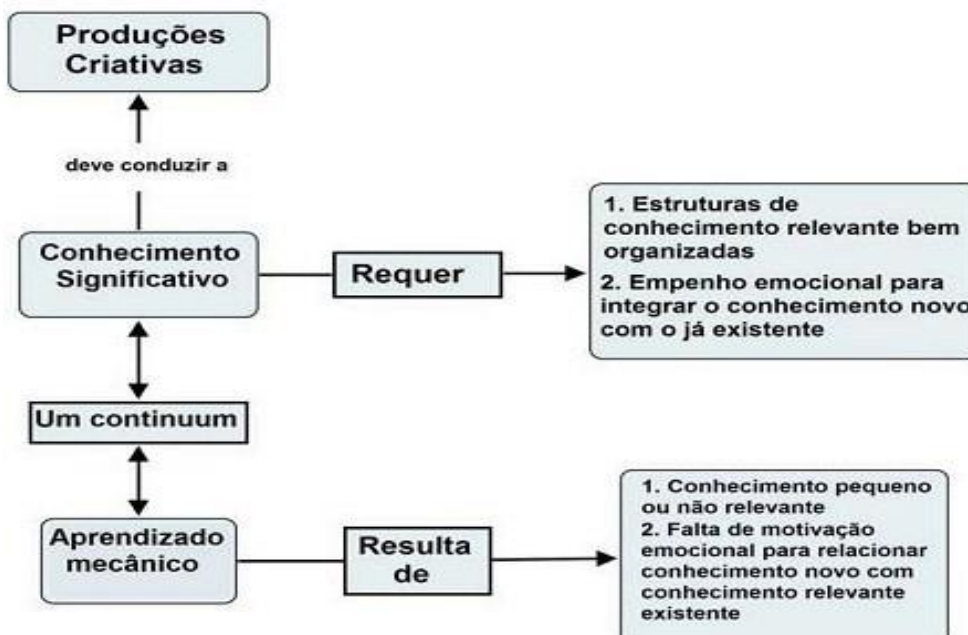 Produções
Criativas
deve conduzir a
Conhecimento
Significativo
Requer
1. Estruturas de
conhecimento relevante bem
organizadas
2. Empenho emocional para
integrar o conhecimento novo
com o já existente
Um continuum
Aprendizado
mecânico
Resulta
de
1. Conhecimento pequeno
ou não relevante
2. Falta de motivação
emocional para relacionar
conhecimento novo com
conhecimento relevante
existente